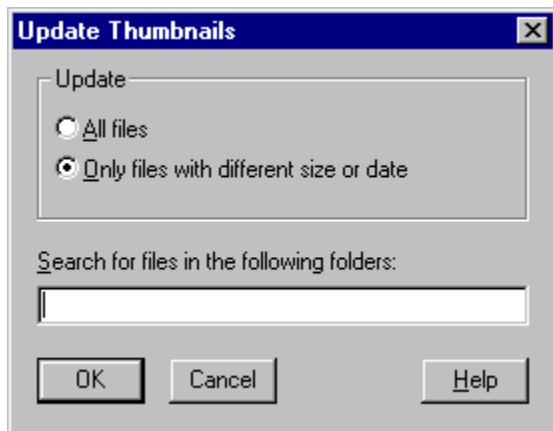 Update Thumbnails
Update
All files
Only files with different size or date
Search for files in the following folders:
OK
Cancel
Help